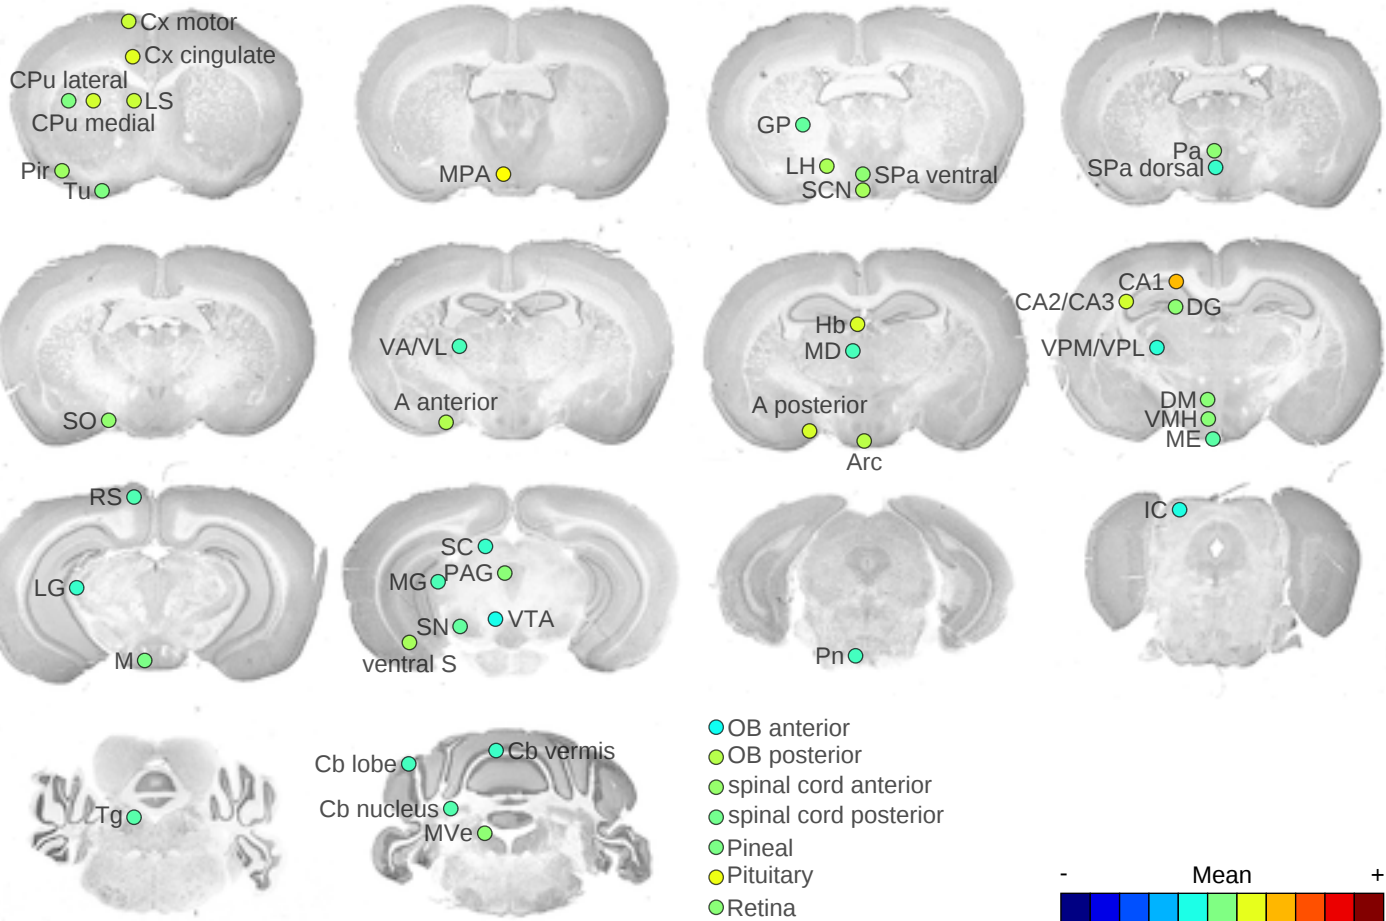 Cx motor
Cx cingulate
CPu lateral
LS
CPu medial
Pir
Tu
MPA
GP
LH
SPa ventral
SCN
Pa
SPa dorsal
SO
VA/VL
A anterior
Hb
MD
A posterior
Arc
CA1
CA2/CA3
DG
VPM/VPL
DM
VMH
ME
RS
LG
M
SC
PAG
MG
VTA
SN
ventral S
Pn
IC
Tg
Cb vermis
Cb lobe
Cb nucleus
MVe
OB anterior
OB posterior
spinal cord anterior
spinal cord posterior
Pineal
Pituitary
Retina
- Mean +